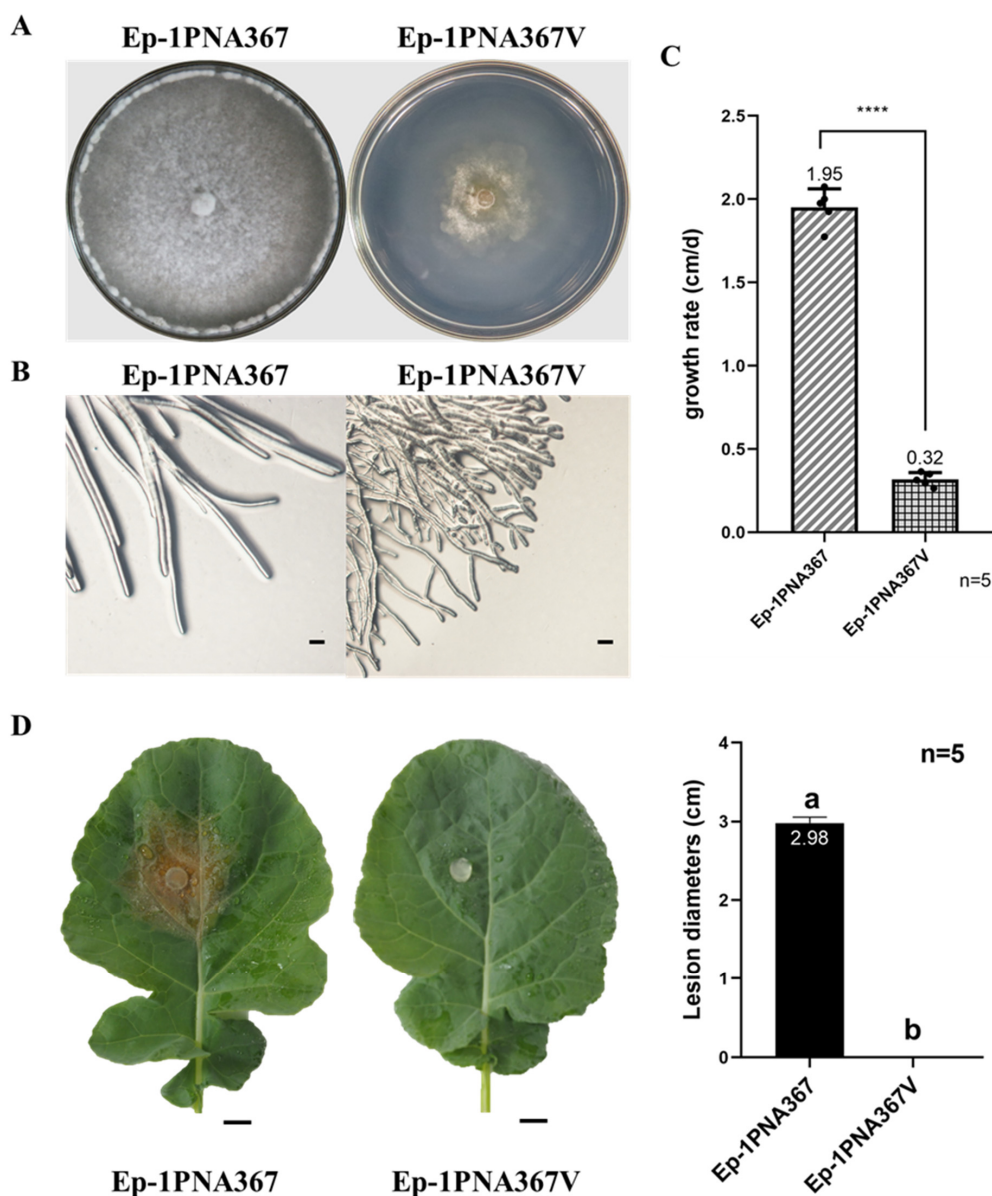 A
Ep-1PNA367 Ep-1PNA367V
C
2.5
2.0
1.5
1.0
0.5
0.0
growth rate (cm/d)
****
1.95
0.32
Ep-1PNA367
Ep-1PNA367V
n=5
B
Ep-1PNA367 Ep-1PNA367V
D
Ep-1PNA367 Ep-1PNA367V
4
3
2
1
0
Lesion diameters (cm)
n=5
a
2.98
b
Ep-1PNA367
Ep-1PNA367V